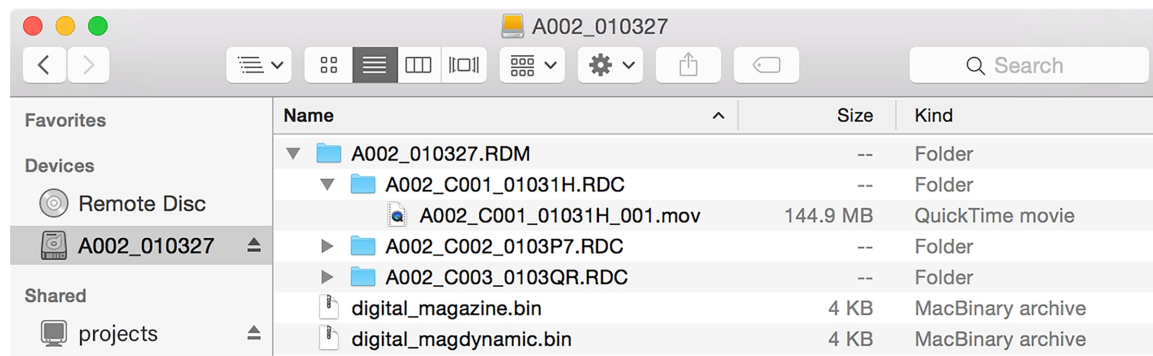 A002_010327
Search
Favorites
Devices
Remote Disc
A002_010327
Shared
projects
Name Size Kind
A002_010327.RDM -- Folder
A002_C001_01031H.RDC -- Folder
A002_C001_01031H_001.mov 144.9 MB QuickTime movie
A002_C002_0103P7.RDC -- Folder
A002_C003_0103QR.RDC -- Folder
digital_magazine.bin 4 KB MacBinary archive
digital_magdynamic.bin 4 KB MacBinary archive